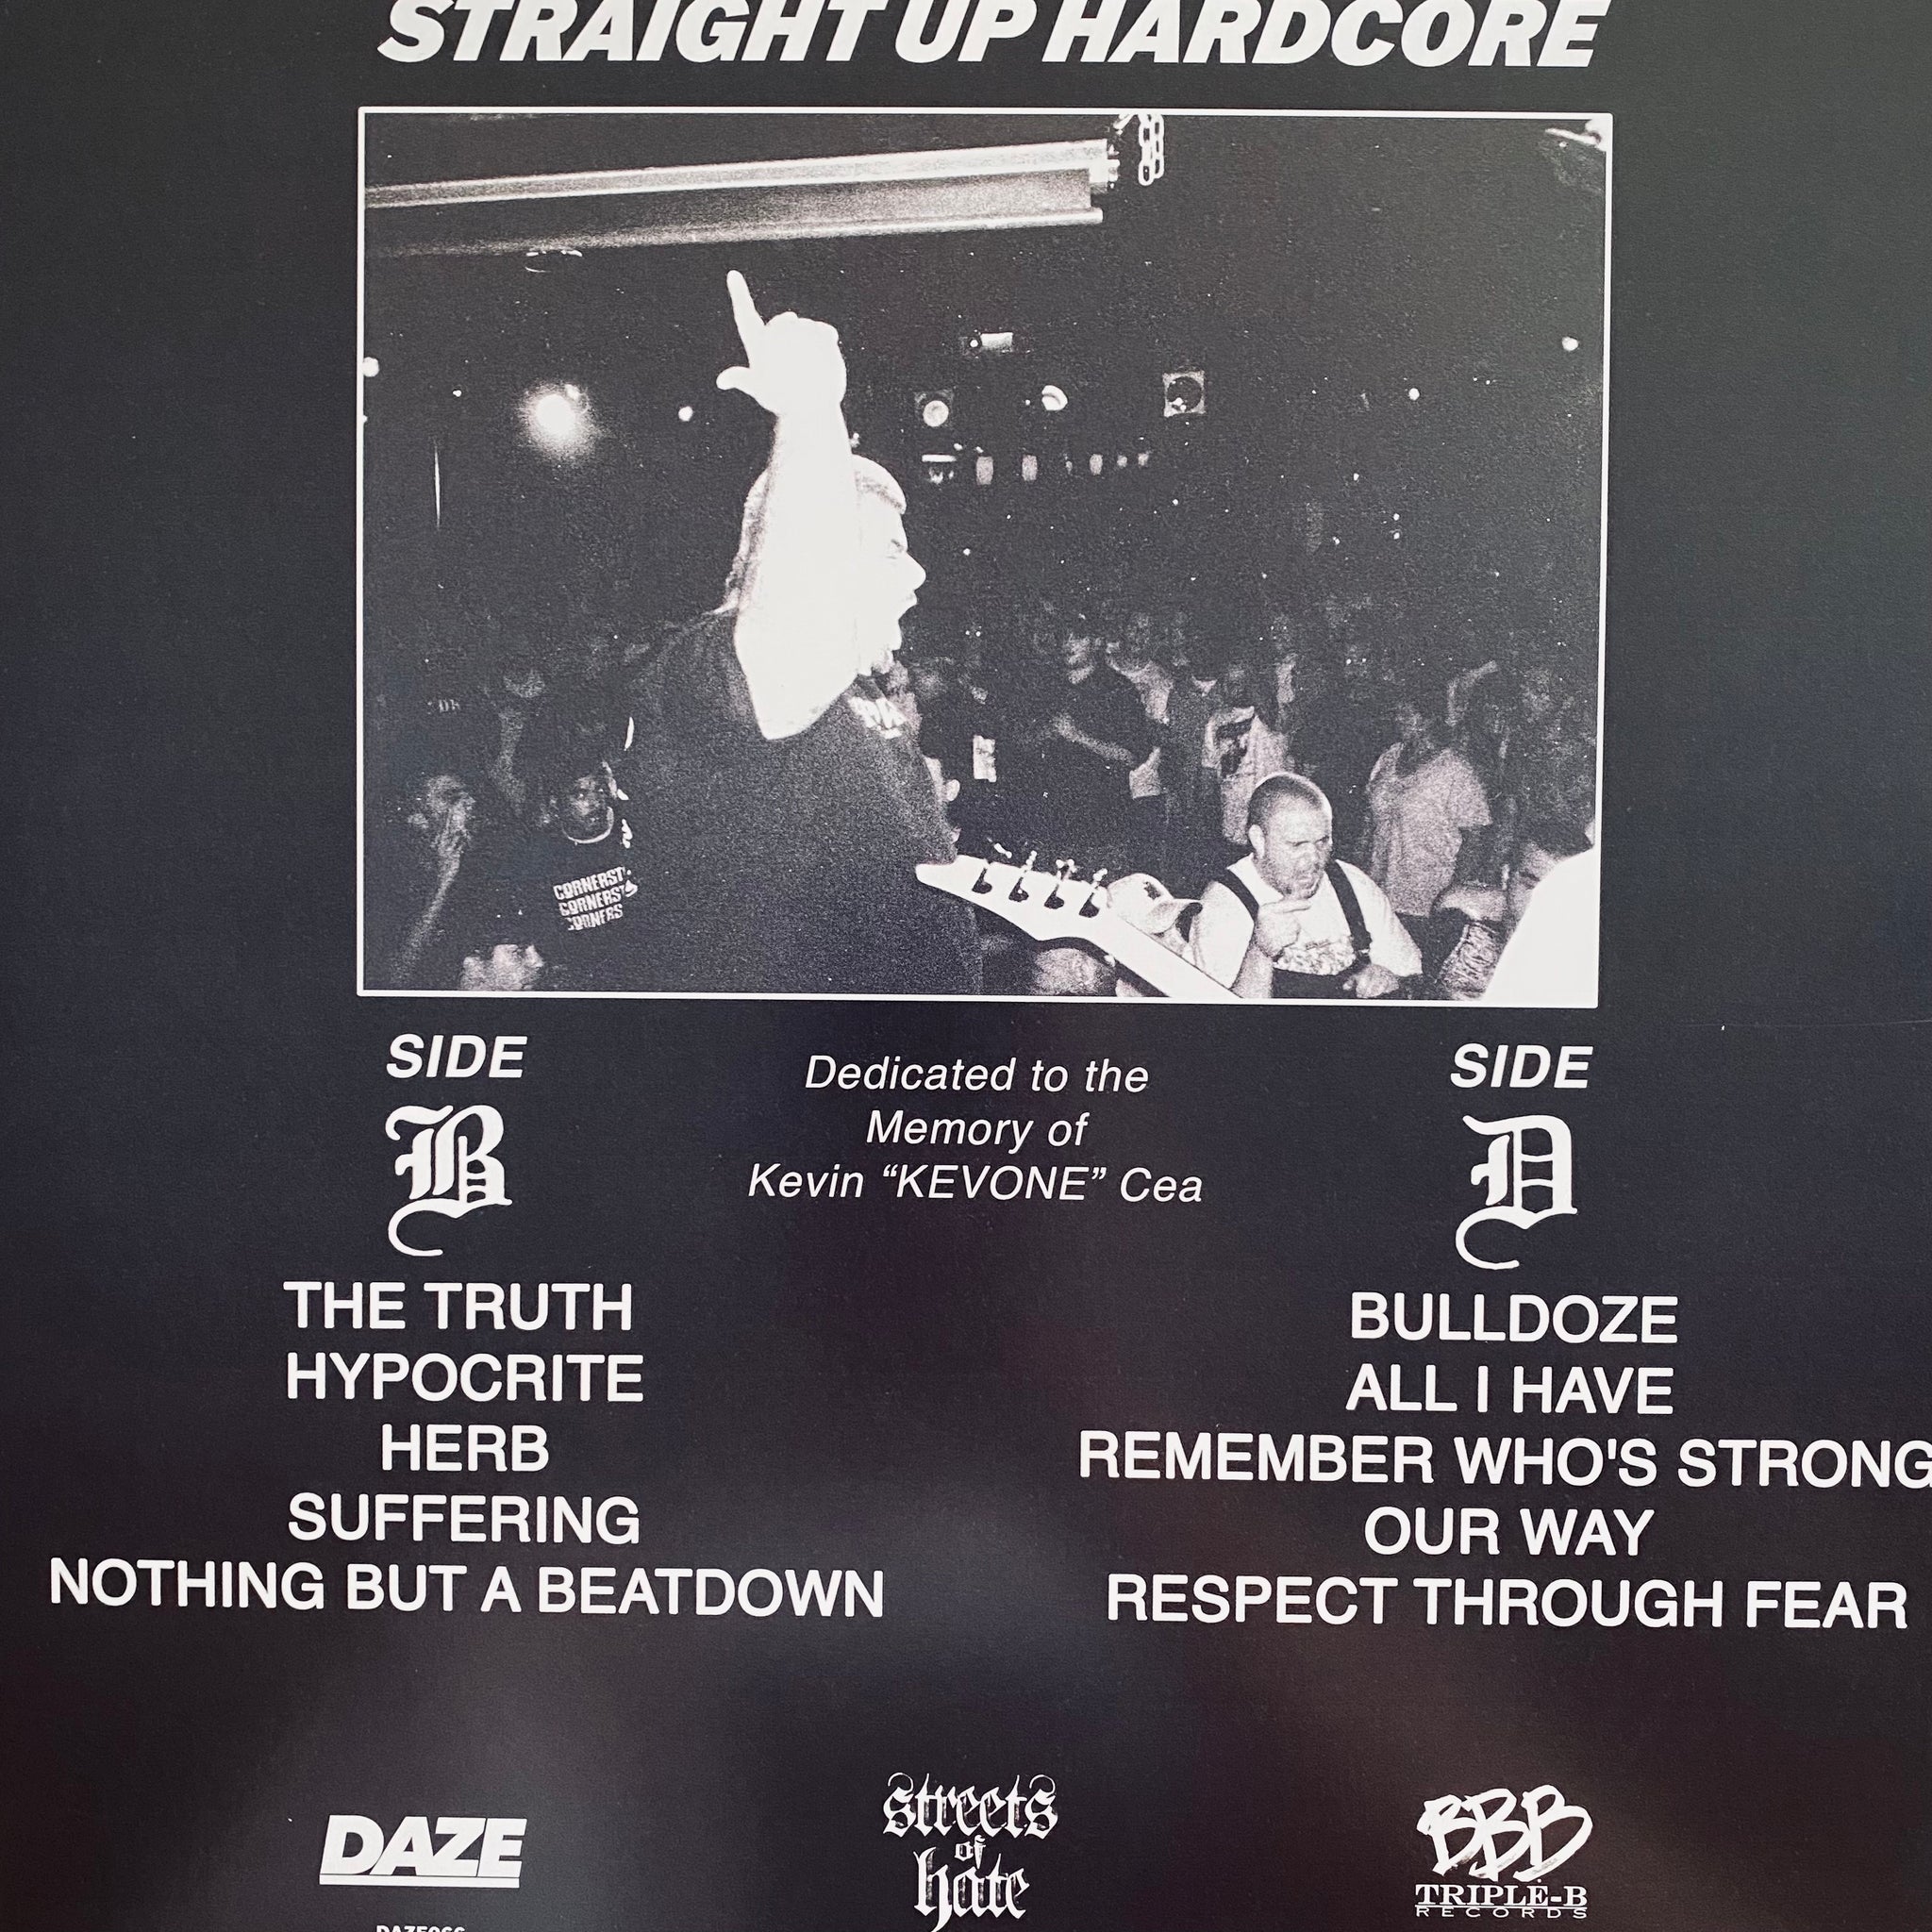 STRAIGHT UP HARDCORE
CORNERST
CORNERS
CORNERS
SIDE
B
THE TRUTH
HYPOCRITE
HERB
SUFFERING
NOTHING BUT A BEATDOWN
Dedicated to the
Memory of
Kevin “KEVONE” Cea
SIDE
D
BULLDOZE
ALL I HAVE
REMEMBER WHO'S STRONG
OUR WAY
RESPECT THROUGH FEAR
DAZE
streets
of
hate
BBB
TRIPLE-B
RECORDS